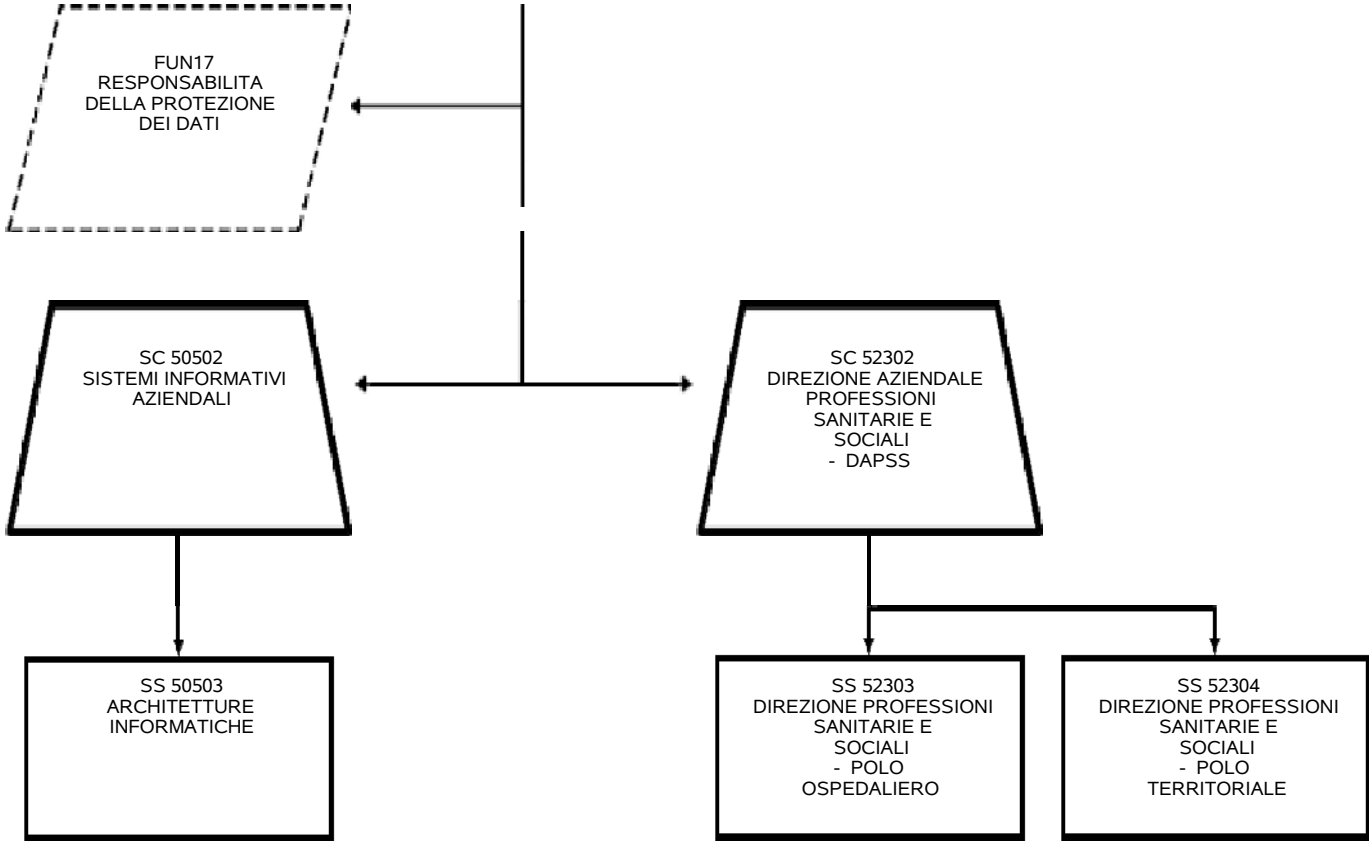 FUN17
RESPONSABILITA
DELLA PROTEZIONE
DEI DATI
SC 50502
SISTEMI INFORMATIVI
AZIENDALI
SC 52302
DIREZIONE AZIENDALE
PROFESSIONI
SANITARIE E
SOCIALI
- DAPSS
SS 50503
ARCHITETTURE
INFORMATICHE
SS 52303
DIREZIONE PROFESSIONI
SANITARIE E
SOCIALI
- POLO
OSPEDALIERO
SS 52304
DIREZIONE PROFESSIONI
SANITARIE E
SOCIALI
- POLO
TERRITORIALE